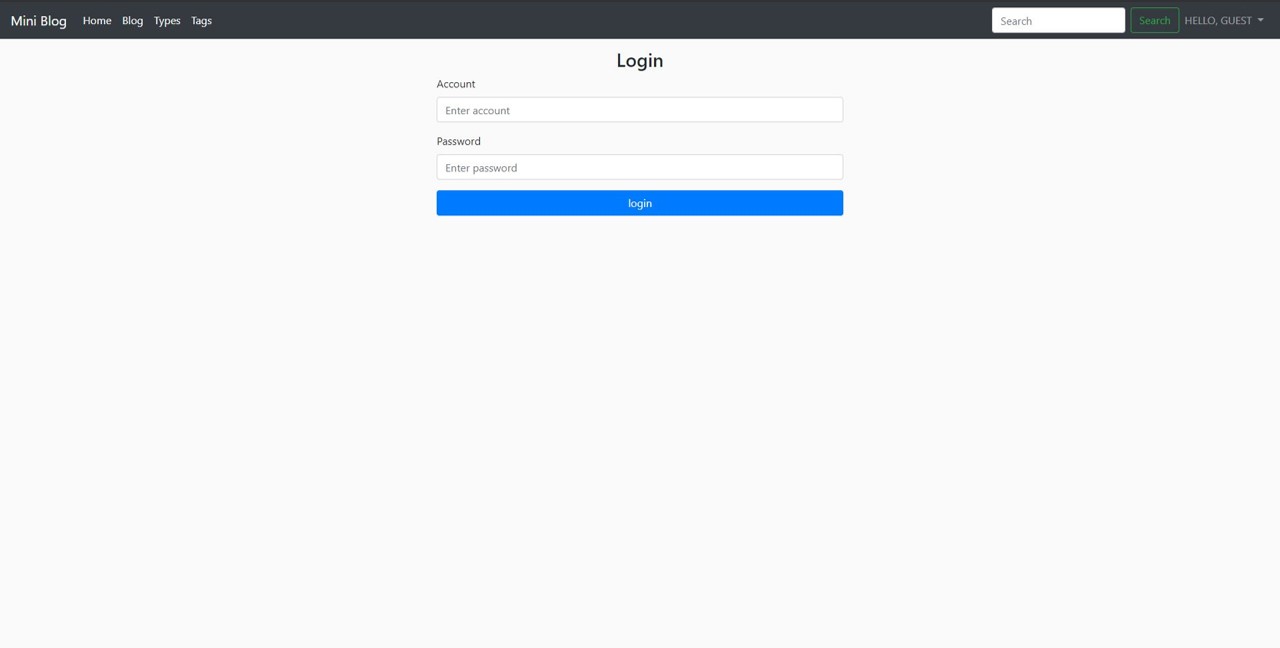 Mini Blog Home Blog Types Tags Search Search HELLO, GUEST
Login
Account
Enter account
Password
Enter password
login